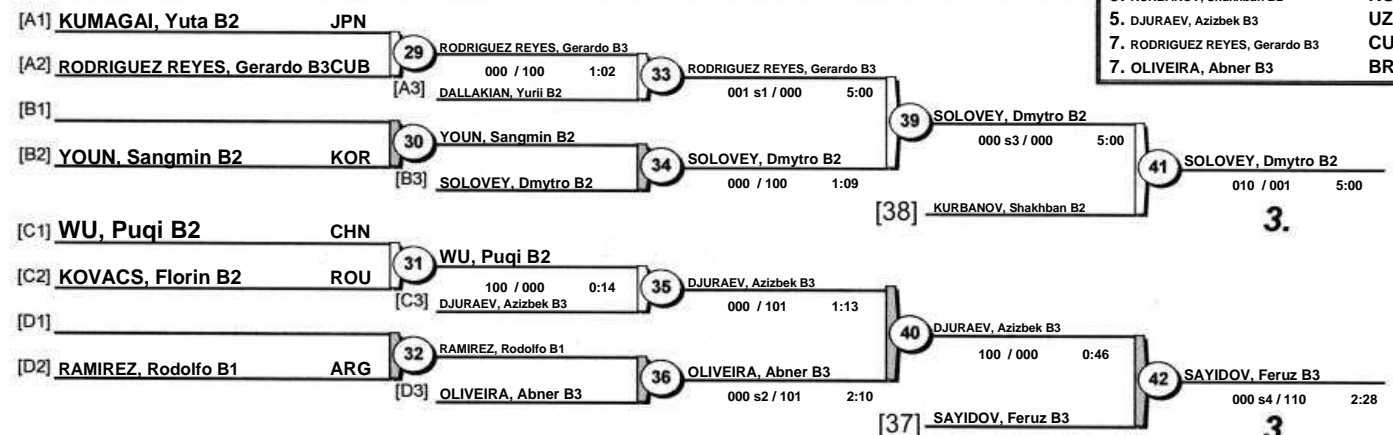 5. DJURAEV, Azizbek B3 UZ
7. RODRIGUEZ REYES, Gerardo B3 CU
7. OLIVEIRA, Abner B3 BR
[A1] KUMAGAI, Yuta B2 JPN
29 RODRIGUEZ REYES, Gerardo B3
[A2] RODRIGUEZ REYES, Gerardo B3CUB
000 / 100 1:02
33 RODRIGUEZ REYES, Gerardo B3
[A3] DALLAKIAN, Yurii B2
001 s1 / 000 5:00
[B1]
39 SOLOVEY, Dmytro B2
30 YOUN, Sangmin B2
000 s3 / 000 5:00
[B2] YOUN, Sangmin B2 KOR
34 SOLOVEY, Dmytro B2
41 SOLOVEY, Dmytro B2
[B3] SOLOVEY, Dmytro B2
000 / 100 1:09
010 / 001 5:00
[38] KURBANOV, Shakhban B2
3.
[C1] WU, Puqi B2 CHN
31 WU, Puqi B2
[C2] KOVACS, Florin B2 ROU
100 / 000 0:14
35 DJURAEV, Azizbek B3
[C3] DJURAEV, Azizbek B3
000 / 101 1:13
[D1]
40 DJURAEV, Azizbek B3
32 RAMIREZ, Rodolfo B1
100 / 000 0:46
[D2] RAMIREZ, Rodolfo B1 ARG
36 OLIVEIRA, Abner B3
42 SAYIDOV, Feruz B3
[D3] OLIVEIRA, Abner B3
000 s2 / 101 2:10
000 s4 / 110 2:28
[37] SAYIDOV, Feruz B3
3